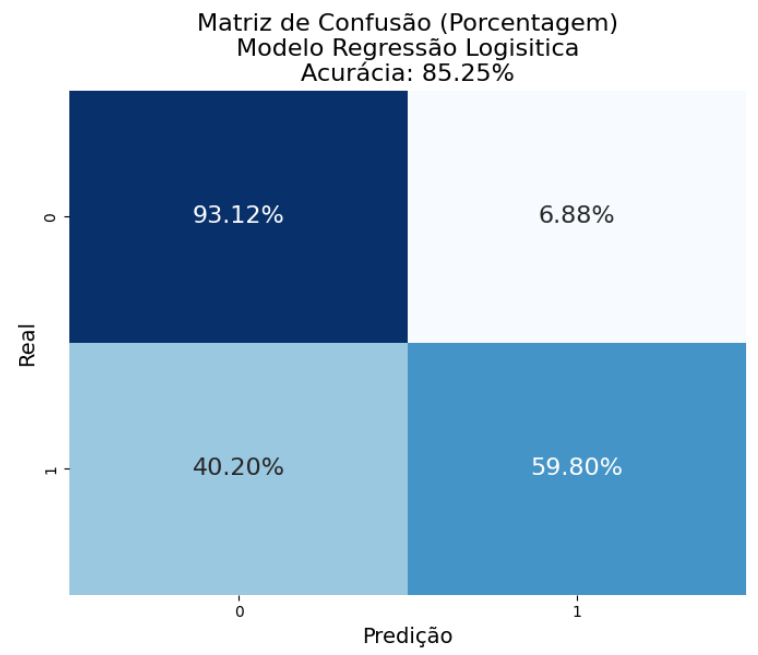 Matriz de Confusão (Porcentagem)
Modelo Regressão Logisitica
Acurácia: 85.25%
0
93.12%
6.88%
Real
1
40.20%
59.80%
0
1
Predição